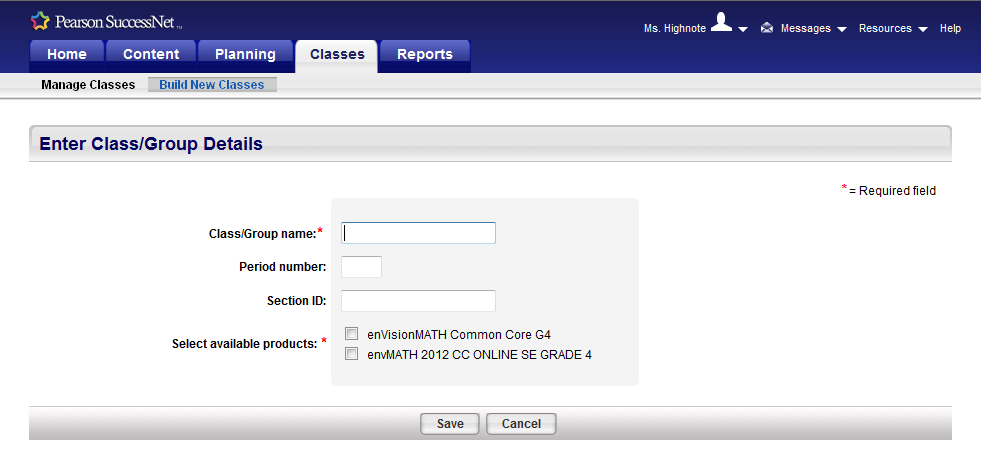 Pearson SuccessNet™
Ms. Highnote Messages Resources Help
Home Content Planning Classes Reports
Manage Classes Build New Classes
Enter Class/Group Details
* = Required field
Class/Group name:*
Period number:
Section ID:
Select available products: *
enVisionMATH Common Core G4
envMATH 2012 CC ONLINE SE GRADE 4
Save Cancel